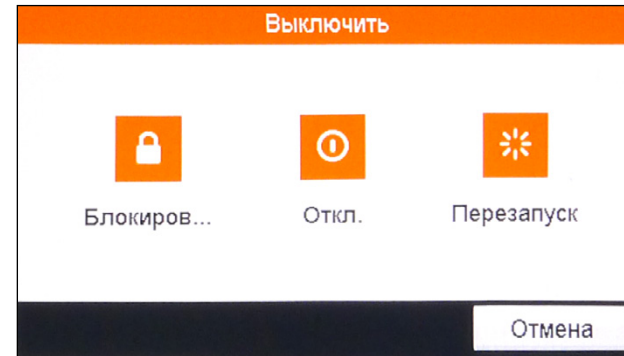 Выключить
Блокиров...
Откл.
Перезапуск
Отмена